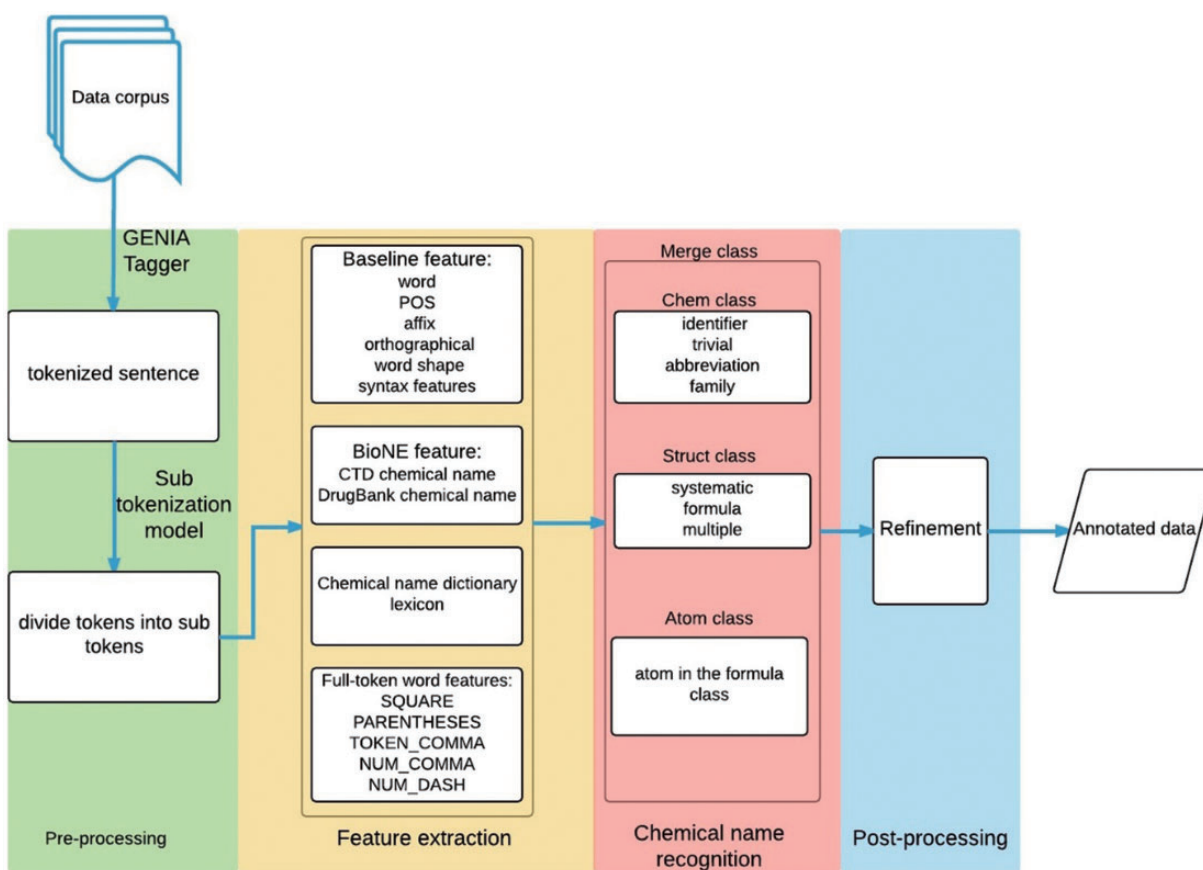 Data corpus
GENIA
Tagger
tokenized sentence
Sub
tokenization
model
divide tokens into sub
tokens
Pre-processing
Baseline feature:
word
POS
affix
orthographical
word shape
syntax features
BioNE feature:
CTD chemical name
DrugBank chemical name
Chemical name dictionary
lexicon
Full-token word features:
SQUARE
PARENTHESES
TOKEN_COMMA
NUM_COMMA
NUM_DASH
Feature extraction
Merge class
Chem class
identifier
trivial
abbreviation
family
Struct class
systematic
formula
multiple
Atom class
atom in the formula
class
Chemical name
recognition
Refinement
Post-processing
Annotated data